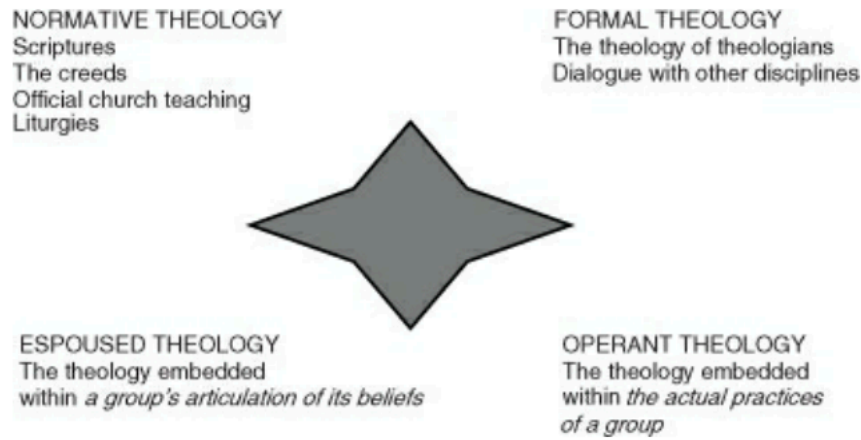 NORMATIVE THEOLOGY
Scriptures
The creeds
Official church teaching
Liturgies
FORMAL THEOLOGY
The theology of theologians
Dialogue with other disciplines
ESPOUSED THEOLOGY
The theology embedded
within a group's articulation of its beliefs
OPERANT THEOLOGY
The theology embedded
within the actual practices
of a group